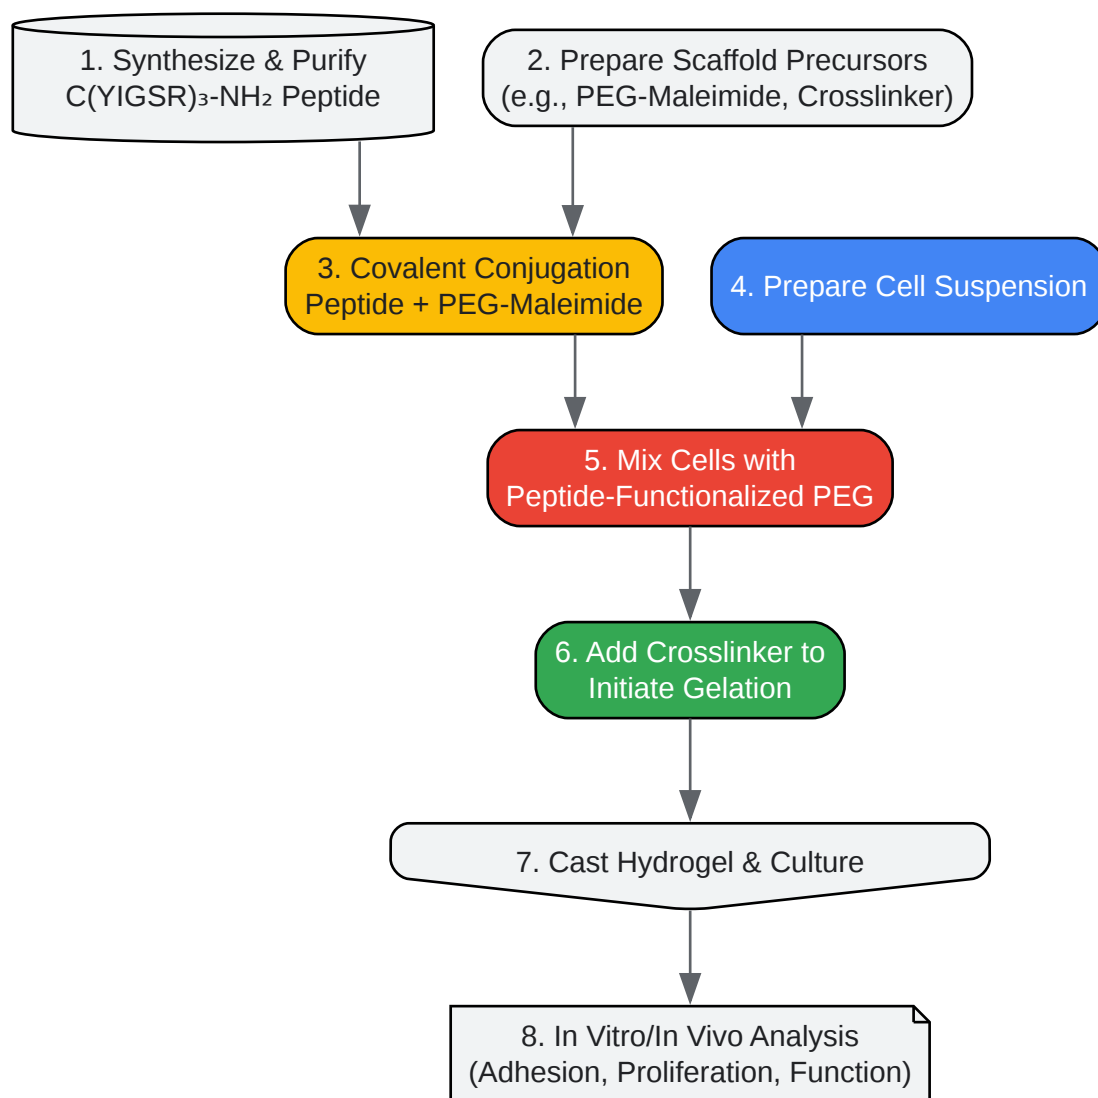 1. Synthesize & Purify
C(YIGSR)₃-NH₂ Peptide
2. Prepare Scaffold Precursors
(e.g., PEG-Maleimide, Crosslinker)
3. Covalent Conjugation
Peptide + PEG-Maleimide
4. Prepare Cell Suspension
5. Mix Cells with
Peptide-Functionalized PEG
6. Add Crosslinker to
Initiate Gelation
7. Cast Hydrogel & Culture
8. In Vitro/In Vivo Analysis
(Adhesion, Proliferation, Function)